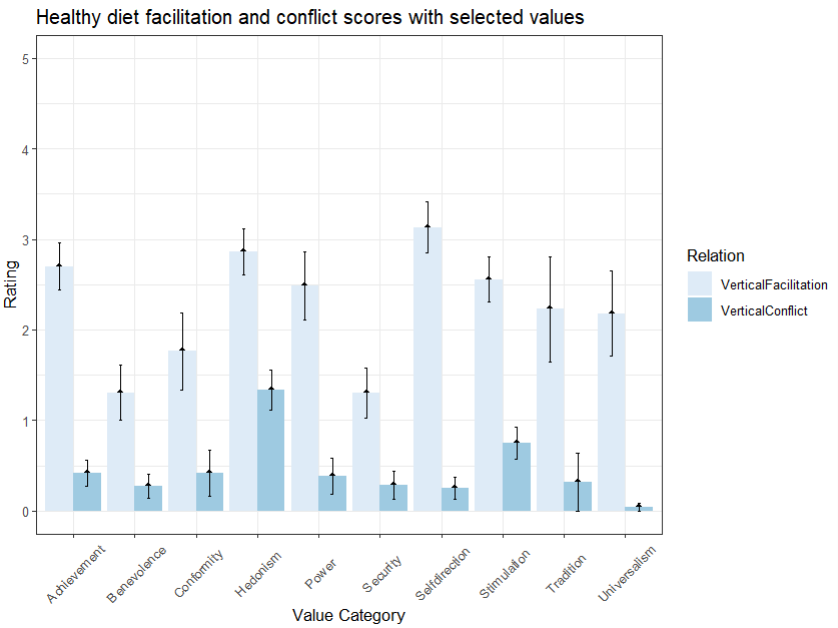 Healthy diet facilitation and conflict scores with selected values
5
4
3
2
1
0
Rating
Achievement
Benevolence
Conformity
Hedonism
Power
Security
Selfdirection
Stimulation
Tradition
Universalism
Value Category
Relation
VerticalFacilitation
VerticalConflict